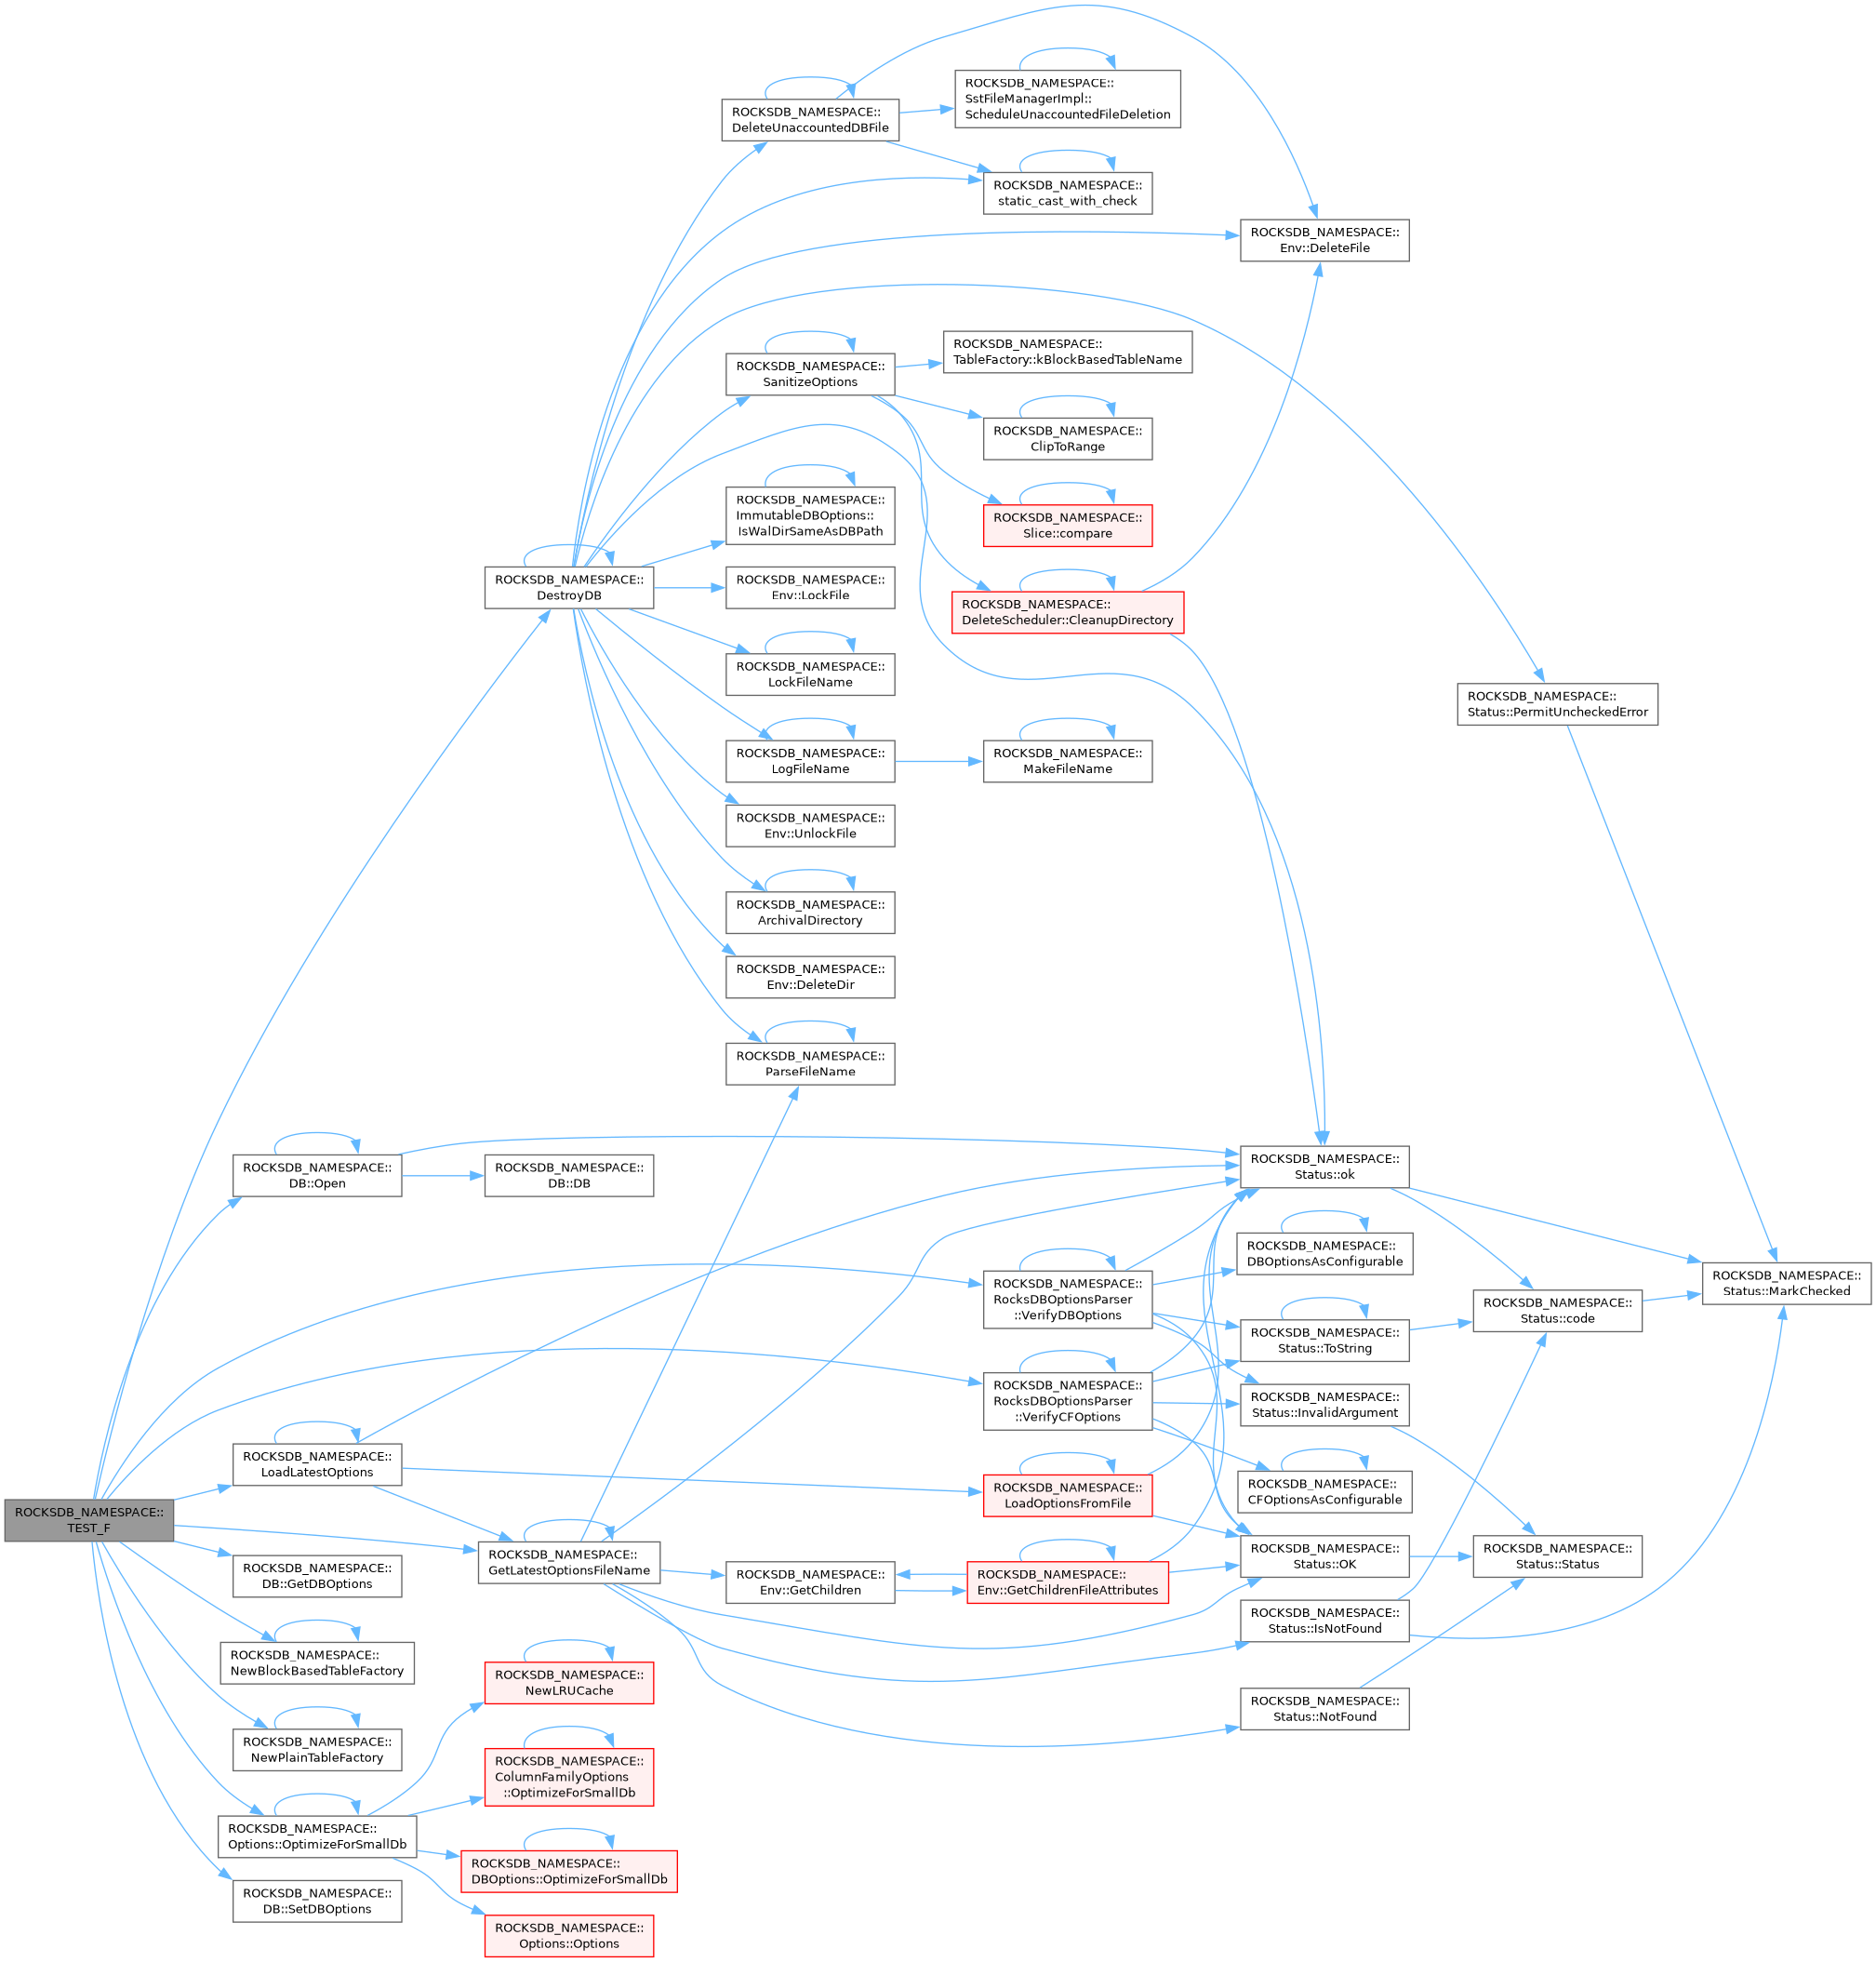 ROCKSDB_NAMESPACE::
TEST_F
ROCKSDB_NAMESPACE::
DB::Open
ROCKSDB_NAMESPACE::
LoadLatestOptions
ROCKSDB_NAMESPACE::
DB::GetDBOptions
ROCKSDB_NAMESPACE::
NewBlockBasedTableFactory
ROCKSDB_NAMESPACE::
NewPlainTableFactory
ROCKSDB_NAMESPACE::
Options::OptimizeForSmallDb
ROCKSDB_NAMESPACE::
DB::SetDBOptions
ROCKSDB_NAMESPACE::
DestroyDB
ROCKSDB_NAMESPACE::
DB::DB
ROCKSDB_NAMESPACE::
GetLatestOptionsFileName
ROCKSDB_NAMESPACE::
NewLRUCache
ROCKSDB_NAMESPACE::
ColumnFamilyOptions
::OptimizeForSmallDb
ROCKSDB_NAMESPACE::
DBOptions::OptimizeForSmallDb
ROCKSDB_NAMESPACE::
Options::Options
ROCKSDB_NAMESPACE::
DeleteUnaccountedDBFile
ROCKSDB_NAMESPACE::
SanitizeOptions
ROCKSDB_NAMESPACE::
ImmutableDBOptions::
IsWalDirSameAsDBPath
ROCKSDB_NAMESPACE::
Env::LockFile
ROCKSDB_NAMESPACE::
LockFileName
ROCKSDB_NAMESPACE::
LogFileName
ROCKSDB_NAMESPACE::
Env::UnlockFile
ROCKSDB_NAMESPACE::
ArchivalDirectory
ROCKSDB_NAMESPACE::
Env::DeleteDir
ROCKSDB_NAMESPACE::
ParseFileName
ROCKSDB_NAMESPACE::
Env::GetChildren
ROCKSDB_NAMESPACE::
SstFileManagerImpl::
ScheduleUnaccountedFileDeletion
ROCKSDB_NAMESPACE::
static_cast_with_check
ROCKSDB_NAMESPACE::
TableFactory::kBlockBasedTableName
ROCKSDB_NAMESPACE::
ClipToRange
ROCKSDB_NAMESPACE::
Slice::compare
ROCKSDB_NAMESPACE::
DeleteScheduler::CleanupDirectory
ROCKSDB_NAMESPACE::
MakeFileName
ROCKSDB_NAMESPACE::
RocksDBOptionsParser
::VerifyDBOptions
ROCKSDB_NAMESPACE::
RocksDBOptionsParser
::VerifyCFOptions
ROCKSDB_NAMESPACE::
LoadOptionsFromFile
ROCKSDB_NAMESPACE::
Env::GetChildrenFileAttributes
ROCKSDB_NAMESPACE::
Env::DeleteFile
ROCKSDB_NAMESPACE::
Status::ok
ROCKSDB_NAMESPACE::
DBOptionsAsConfigurable
ROCKSDB_NAMESPACE::
Status::ToString
ROCKSDB_NAMESPACE::
Status::InvalidArgument
ROCKSDB_NAMESPACE::
CFOptionsAsConfigurable
ROCKSDB_NAMESPACE::
Status::OK
ROCKSDB_NAMESPACE::
Status::IsNotFound
ROCKSDB_NAMESPACE::
Status::NotFound
ROCKSDB_NAMESPACE::
Status::PermitUncheckedError
ROCKSDB_NAMESPACE::
Status::code
ROCKSDB_NAMESPACE::
Status::Status
ROCKSDB_NAMESPACE::
Status::MarkChecked